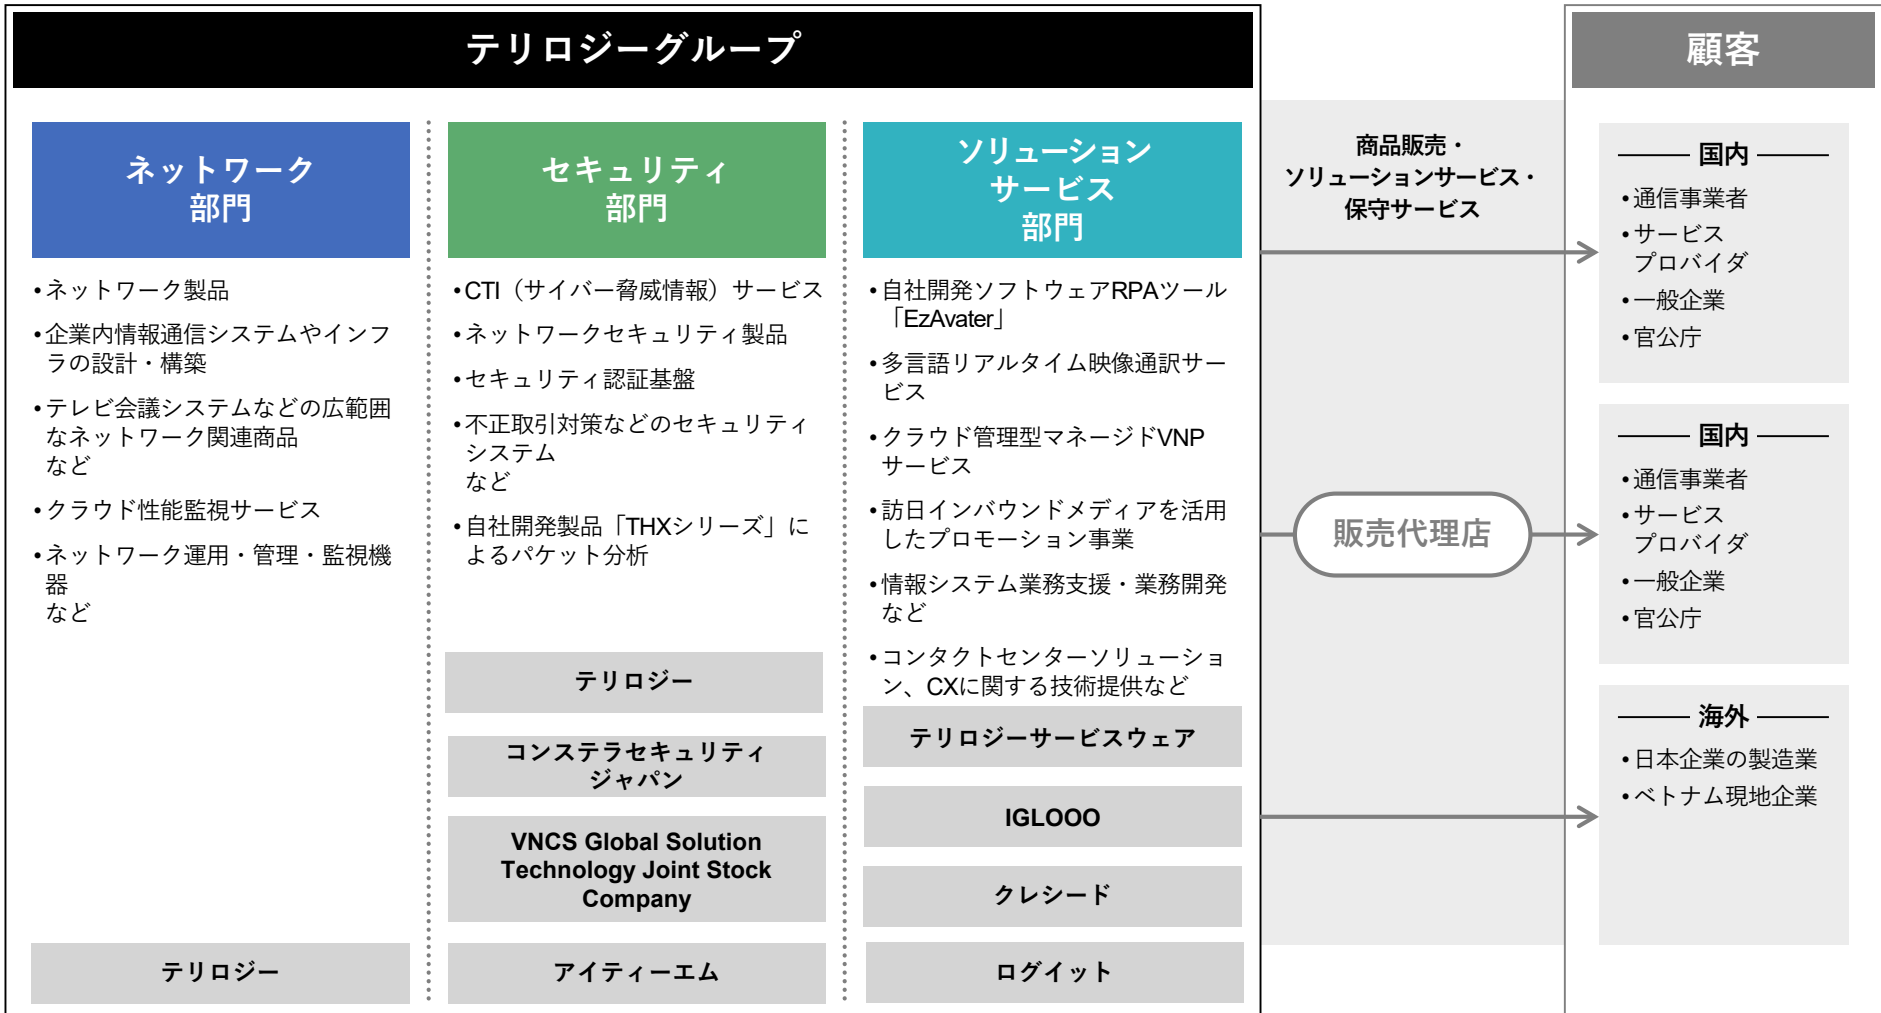 テリロジーグループ
ネットワーク
部門
•ネットワーク製品
•企業内情報通信システムやインフ
ラの設計・構築
•テレビ会議システムなどの広範囲
なネットワーク関連商品
など
•クラウド性能監視サービス
•ネットワーク運用・管理・監視機
器
など
テリロジー
セキュリティ
部門
•CTI（サイバー脅威情報）サービス
•ネットワークセキュリティ製品
•セキュリティ認証基盤
•不正取引対策などのセキュリティ
システム
など
•自社開発製品「THXシリーズ」に
よるパケット分析
テリロジー
コンステラセキュリティ
ジャパン
VNCS Global Solution
Technology Joint Stock
Company
アイティーエム
ソリューション
サービス
部門
•自社開発ソフトウェアRPAツール
「EzAvater」
•多言語リアルタイム映像通訳サー
ビス
•クラウド管理型マネージドVNP
サービス
•訪日インバウンドメディアを活用
したプロモーション事業
•情報システム業務支援・業務開発
など
•コンタクトセンターソリューショ
ン、CXに関する技術提供など
テリロジーサービスウェア
IGLOOO
クレシード
ログイット
商品販売・
ソリューションサービス・
保守サービス
販売代理店
顧客
国内
•通信事業者
•サービス
プロバイダ
•一般企業
•官公庁
国内
•通信事業者
•サービス
プロバイダ
•一般企業
•官公庁
海外
•日本企業の製造業
•ベトナム現地企業